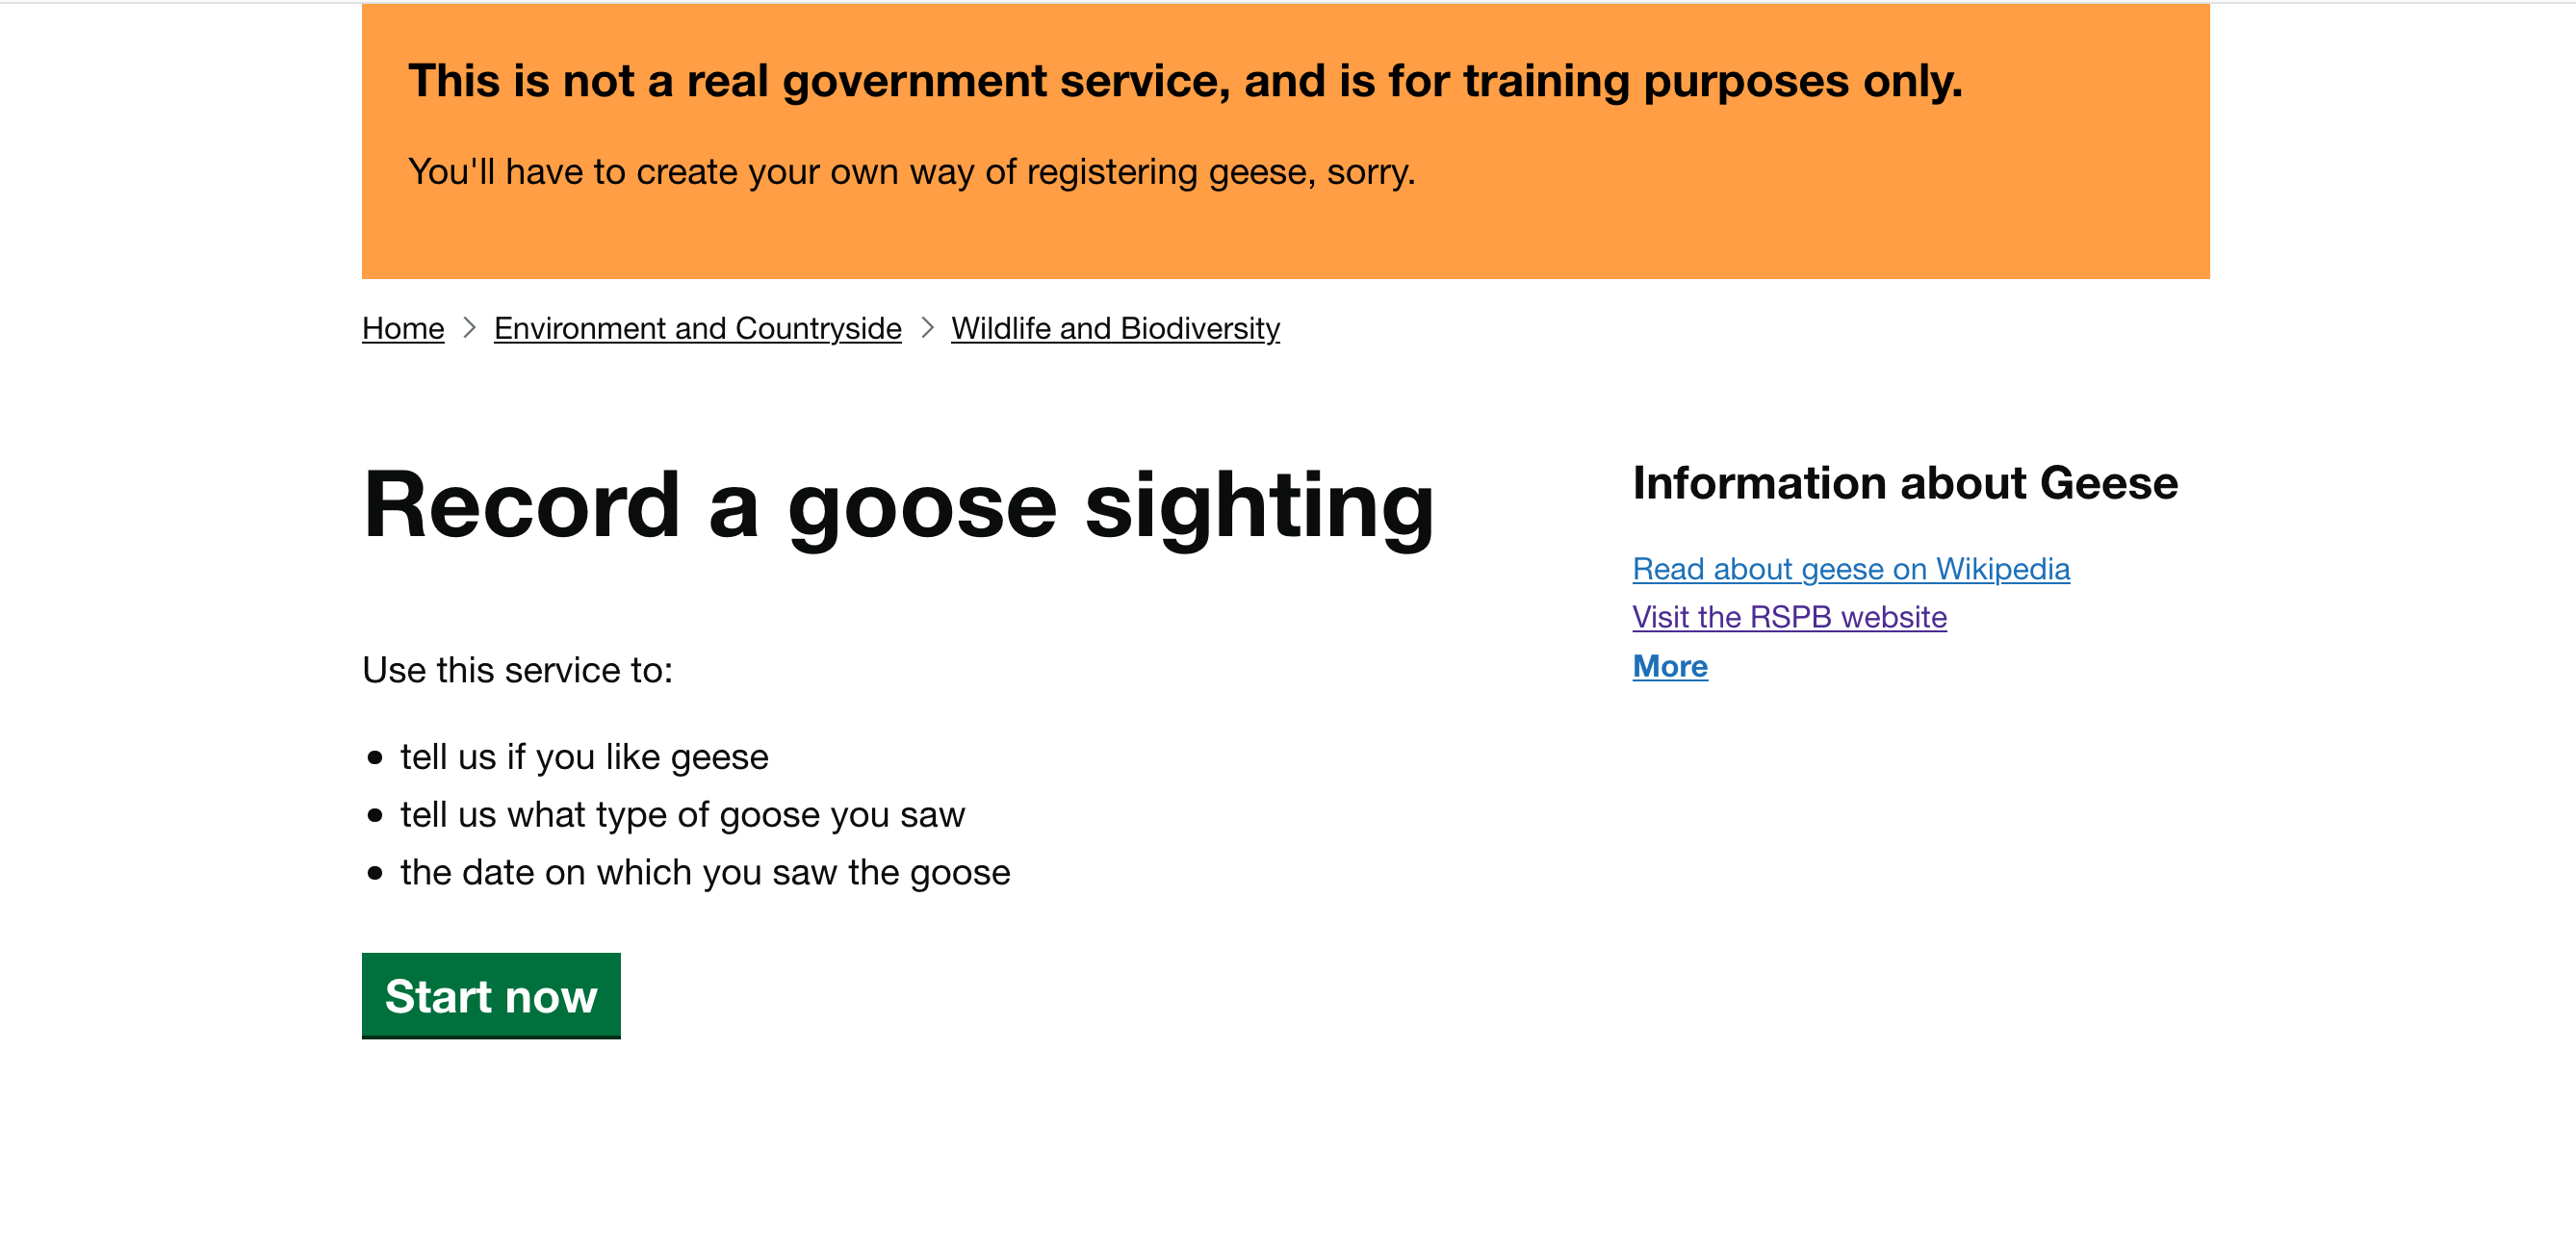 This is not a real government service, and is for training purposes only.
You'll have to create your own way of registering geese, sorry.
Home > Environment and Countryside > Wildlife and Biodiversity
Record a goose sighting
Use this service to:
• tell us if you like geese
• tell us what type of goose you saw
• the date on which you saw the goose
Start now
Information about Geese
Read about geese on Wikipedia
Visit the RSPB website
More